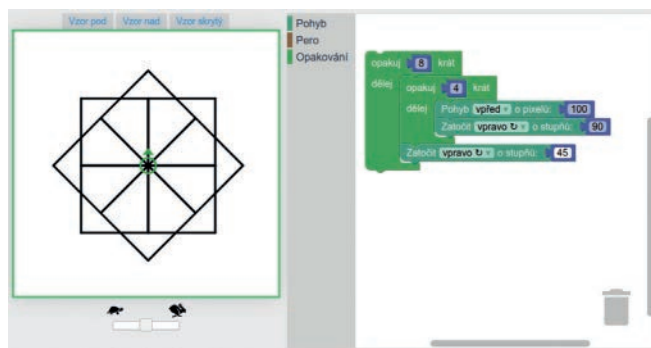 Vzor pod Vzor nad Vzor skrytý
Pohyb
Pero
Opakování
opakuj 8 krát
dělej opakuj 4 krát
dělej Pohyb vpřed o pixelů: 100
Zatočit vpravo ↻ o stupňů: 90
Zatočit vpravo ↻ o stupňů: 45